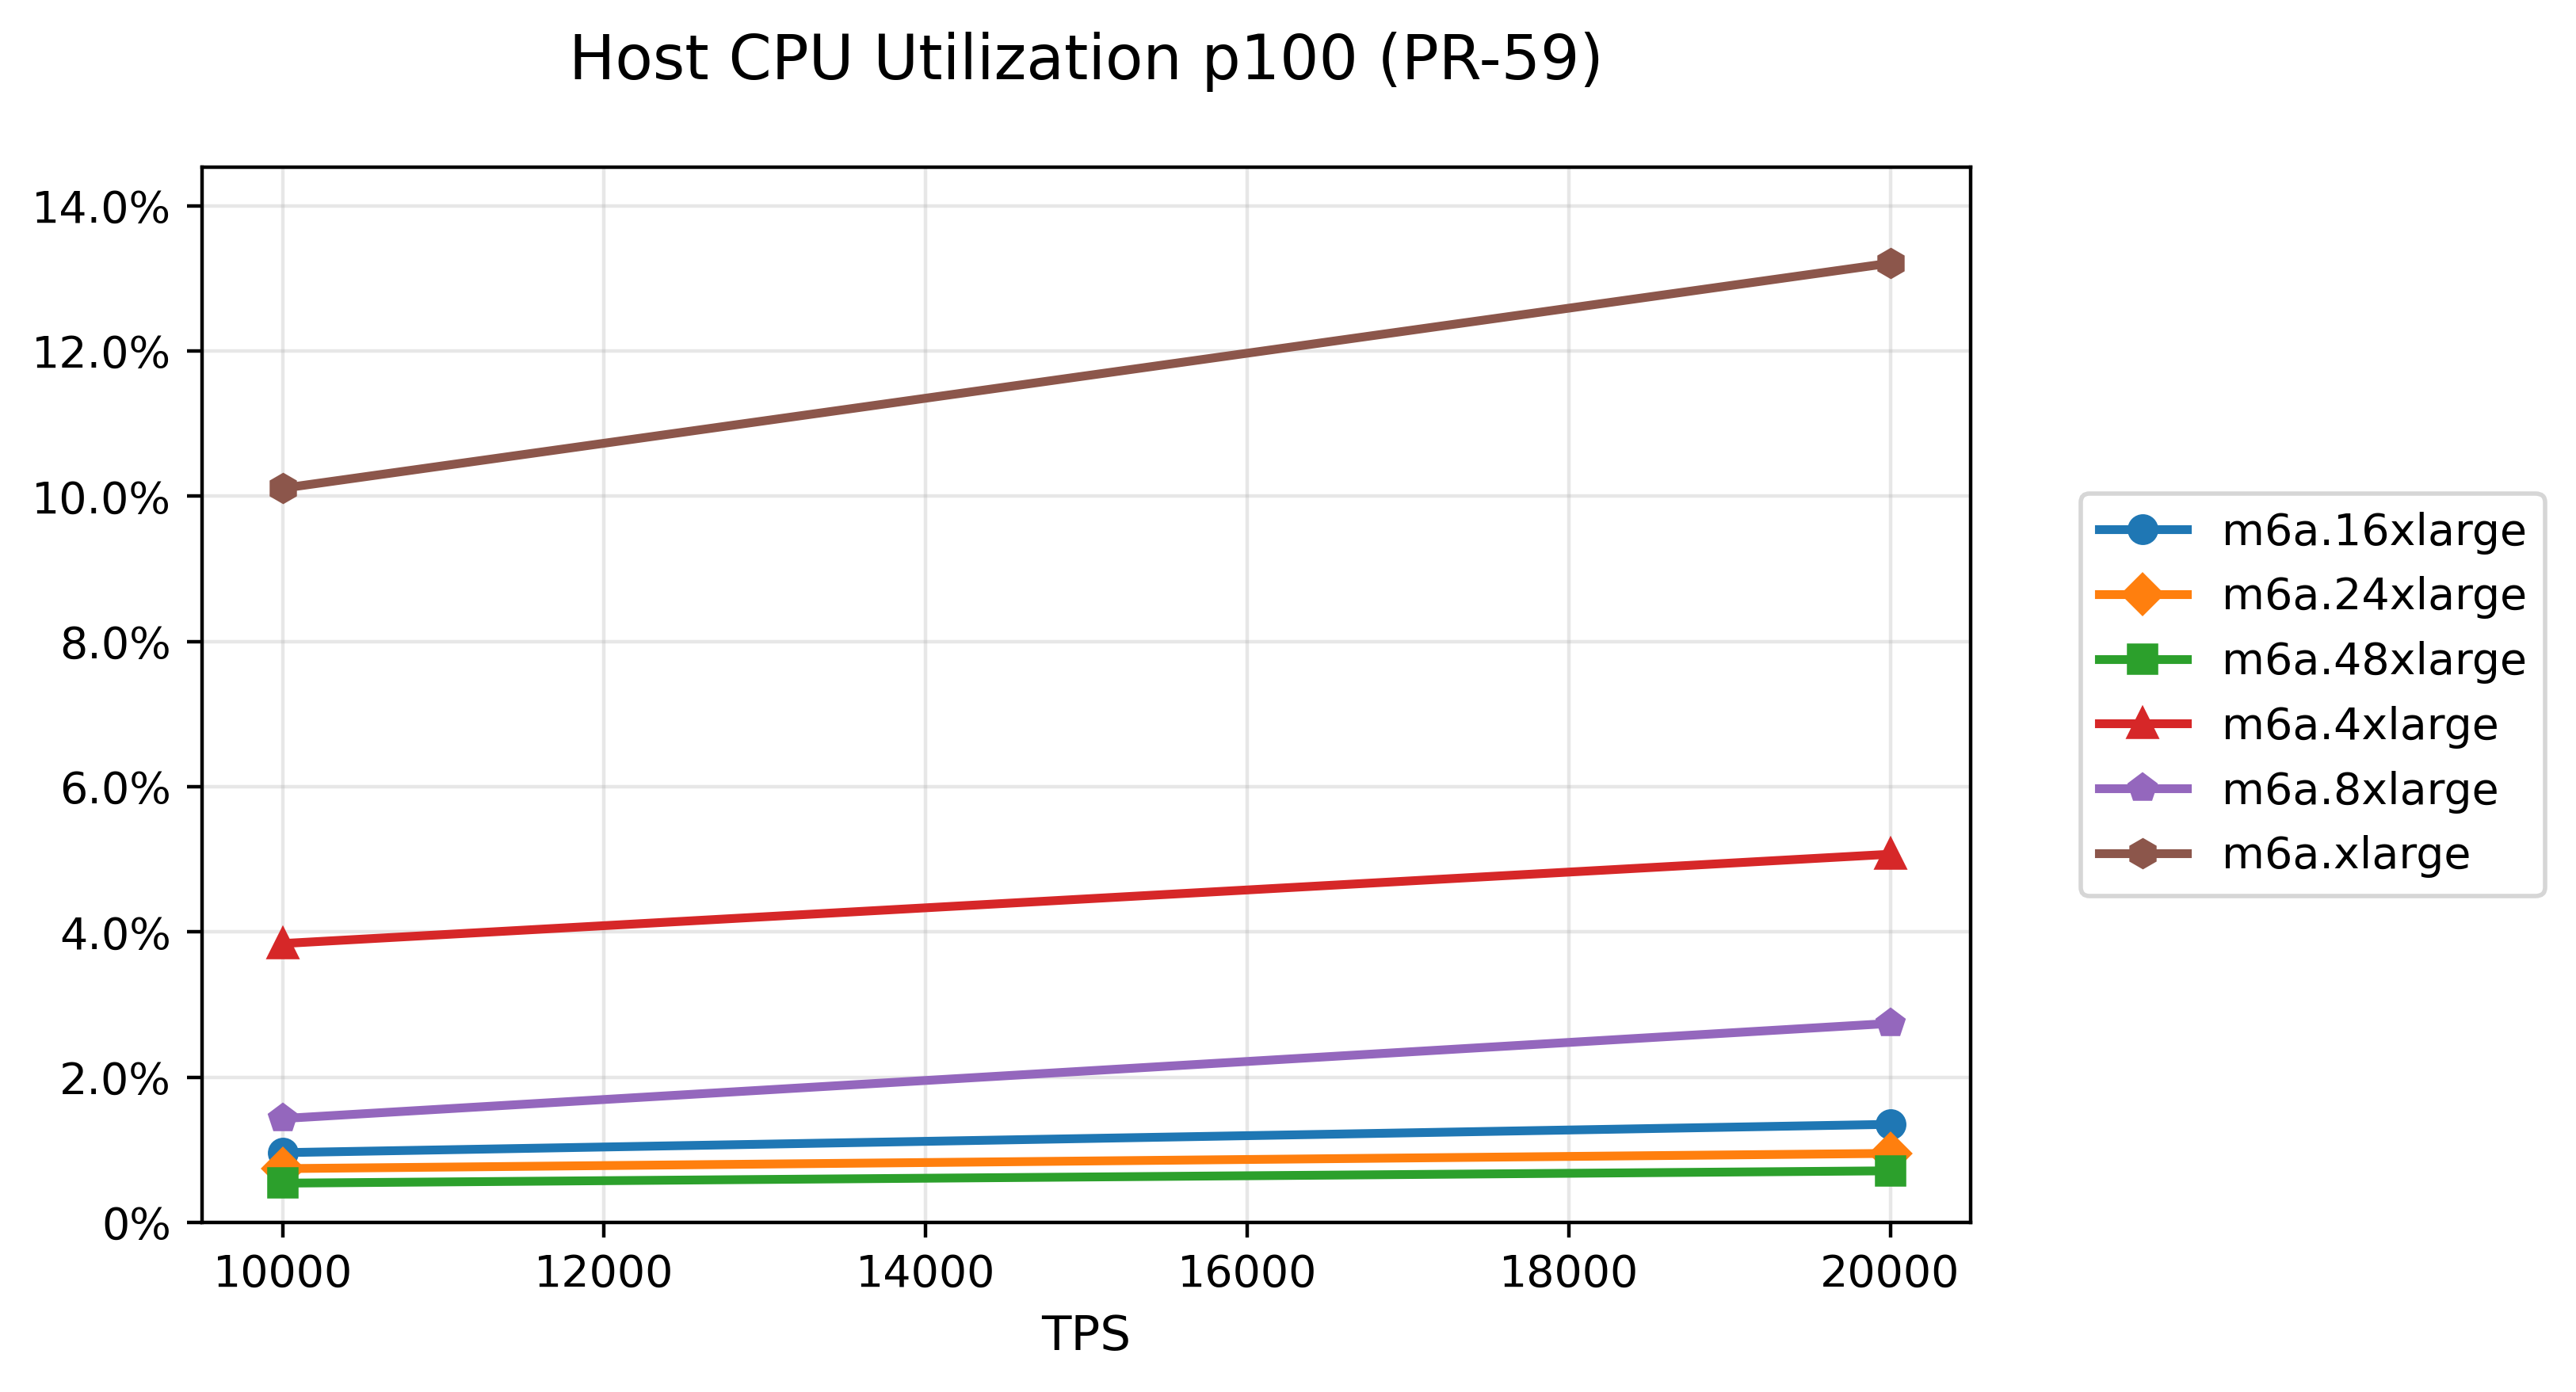 Host CPU Utilization p100 (PR-59)
14.0%
12.0%
10.0%
8.0%
6.0%
4.0%
2.0%
0%
10000 12000 14000 16000 18000 20000
TPS
m6a.16xlarge
m6a.24xlarge
m6a.48xlarge
m6a.4xlarge
m6a.8xlarge
m6a.xlarge